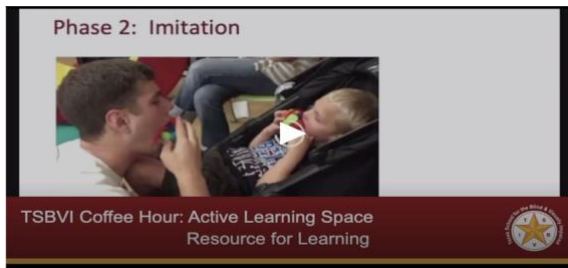 Phase 2: Imitation
TSBVI Coffee Hour: Active Learning Space
Resource for Learning